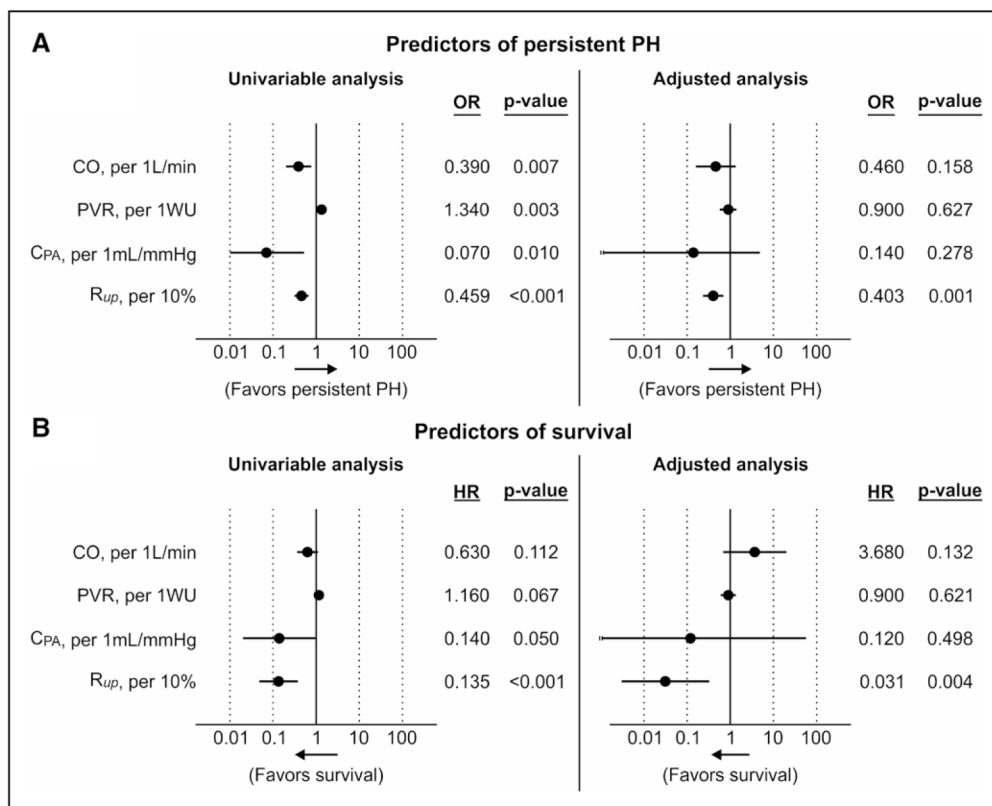 A
Predictors of persistent PH
Univariable analysis
Adjusted analysis
OR p-value
OR p-value
CO, per 1L/min 0.390 0.007 0.460 0.158
PVR, per 1WU 1.340 0.003 0.900 0.627
CPA, per 1mL/mmHg 0.070 0.010 0.140 0.278
Rup, per 10% 0.459 <0.001 0.403 0.001
0.01 0.1 1 10 100 0.01 0.1 1 10 100
(Favors persistent PH) (Favors persistent PH)
B
Predictors of survival
Univariable analysis
Adjusted analysis
HR p-value
HR p-value
CO, per 1L/min 0.630 0.112 3.680 0.132
PVR, per 1WU 1.160 0.067 0.900 0.621
CPA, per 1mL/mmHg 0.140 0.050 0.120 0.498
Rup, per 10% 0.135 <0.001 0.031 0.004
0.01 0.1 1 10 100 0.01 0.1 1 10 100
(Favors survival) (Favors survival)